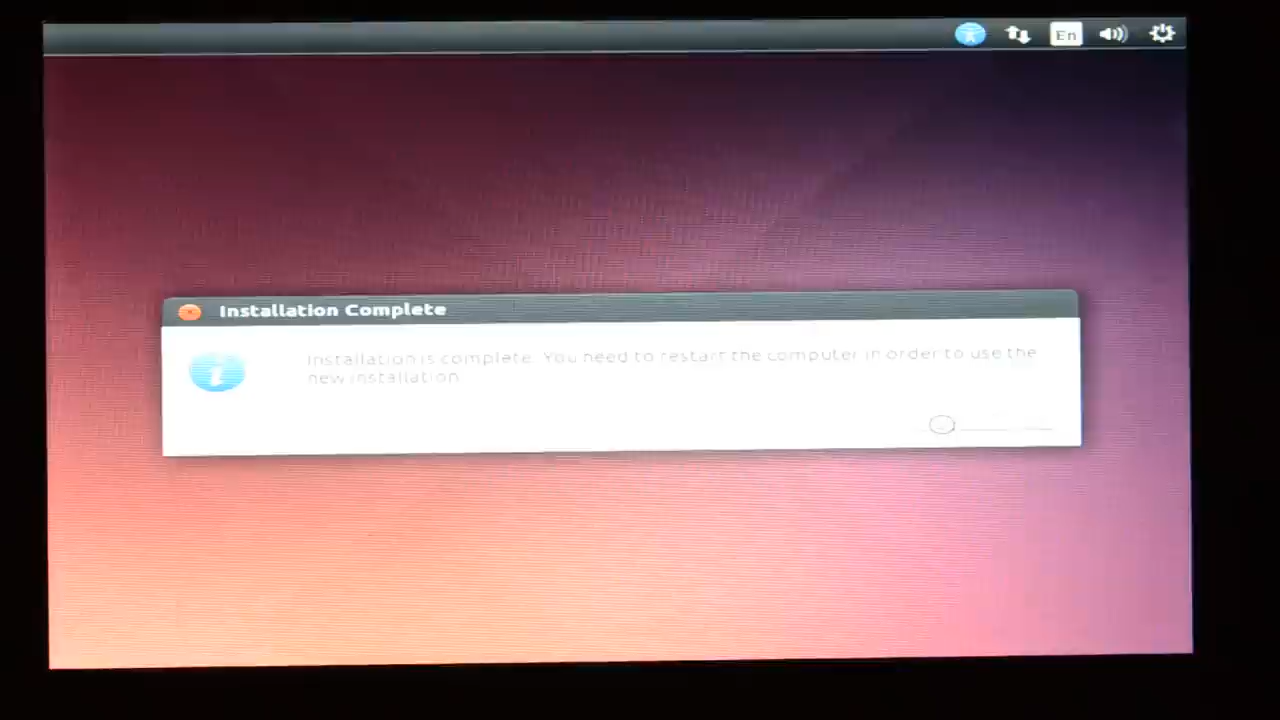 En
Installation Complete
Installation is complete. You need to restart the computer in order to use the
new installation.